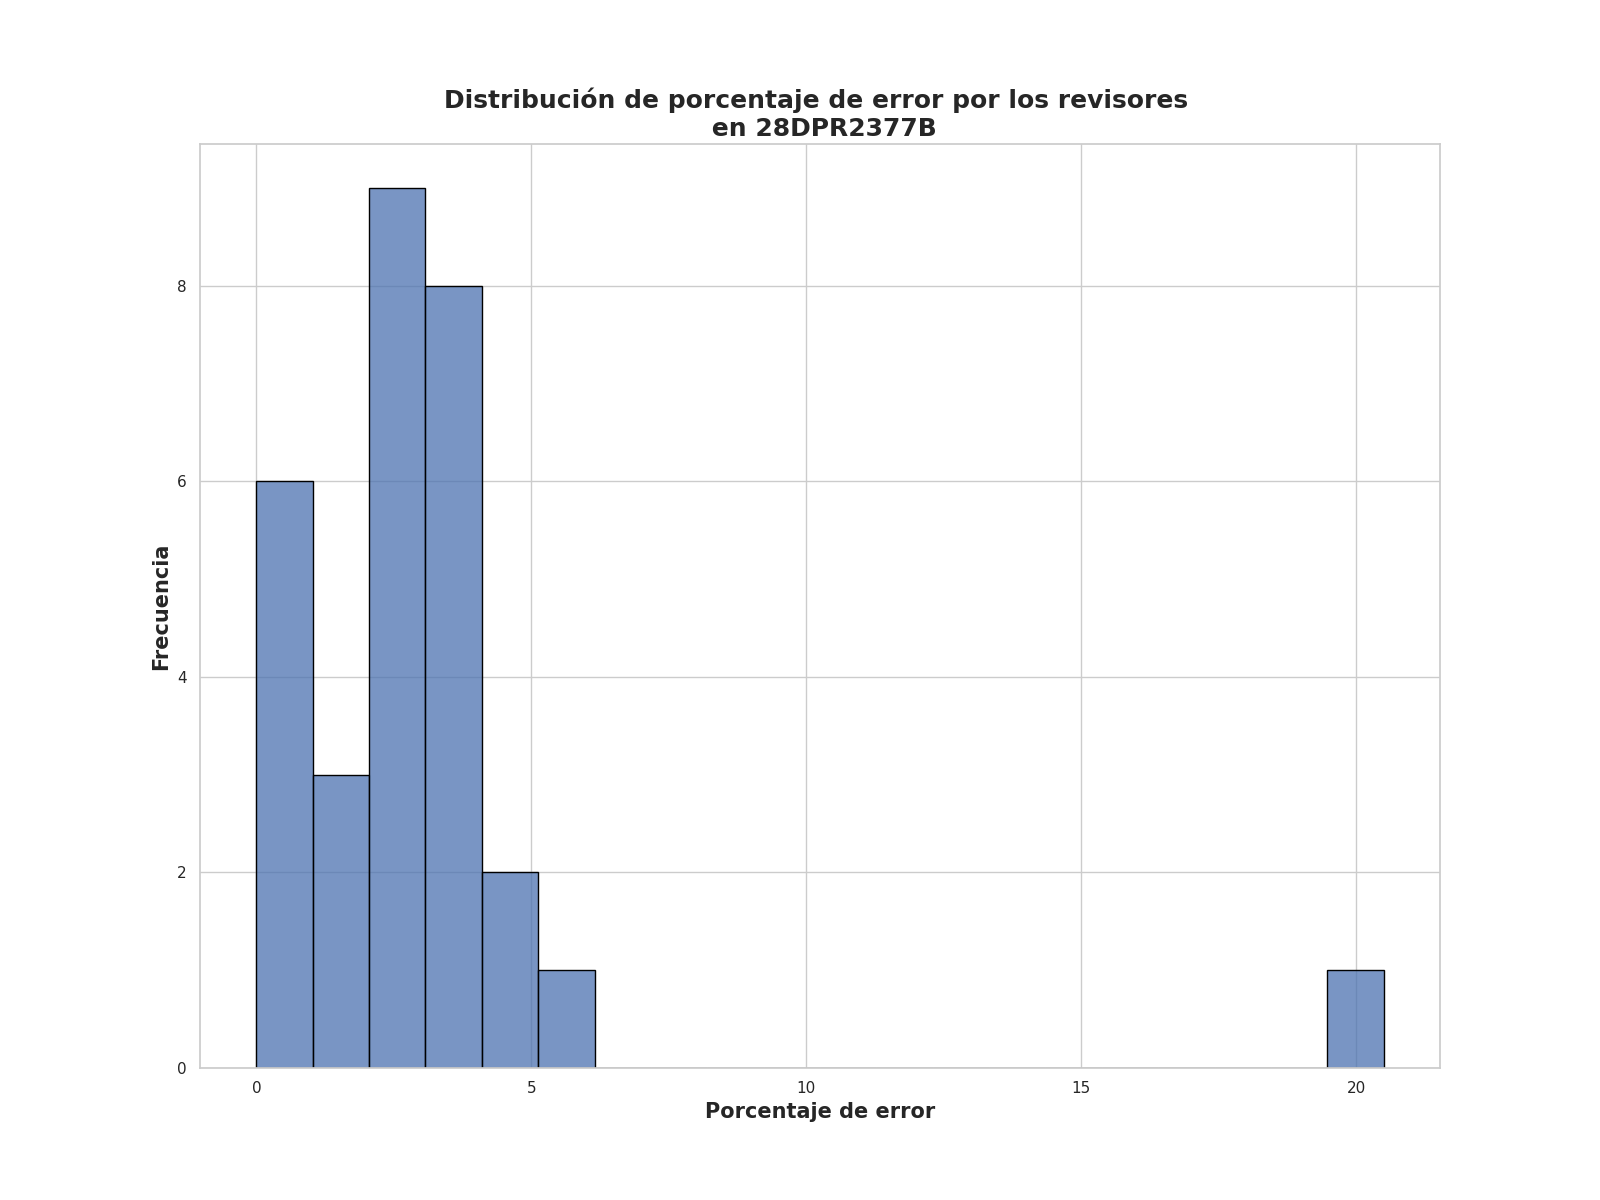 Distribución de porcentaje de error por los revisores
en 28DPR2377B
8
6
4
2
0
Frecuencia
0 5 10 15 20
Porcentaje de error